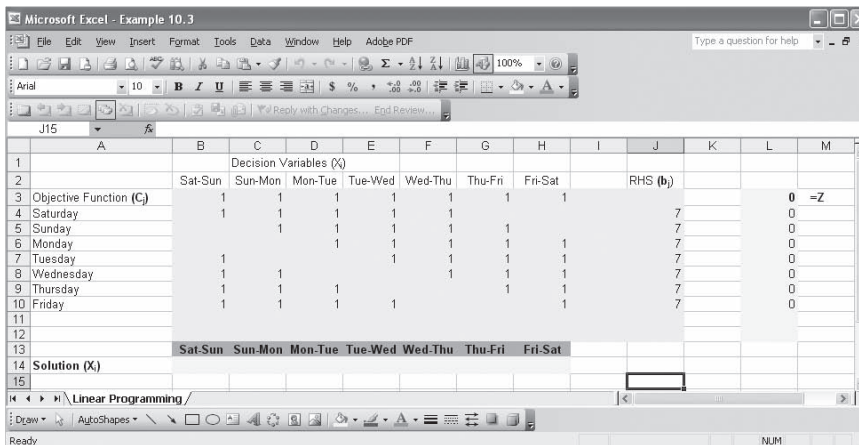 Microsoft Excel - Example 10.3
File Edit View Insert Format Tools Data Window Help Adobe PDF Type a question for help
100%
Arial 10 B I U $ % , A
Reply with Changes... End Review...
J15 fx
A B C D E F G H I J K L M
1 Decision Variables (Xi)
2 Sat-Sun Sun-Mon Mon-Tue Tue-Wed Wed-Thu Thu-Fri Fri-Sat RHS (bj)
3 Objective Function (Cj) 1 1 1 1 1 1 1 0 =Z
4 Saturday 1 1 1 1 1 7 0
5 Sunday 1 1 1 1 1 7 0
6 Monday 1 1 1 1 1 7 0
7 Tuesday 1 1 1 1 1 7 0
8 Wednesday 1 1 1 1 1 7 0
9 Thursday 1 1 1 1 1 7 0
10 Friday 1 1 1 1 1 7 0
11
12
13 Sat-Sun Sun-Mon Mon-Tue Tue-Wed Wed-Thu Thu-Fri Fri-Sat
14 Solution (Xi)
15
Linear Programming
Draw AutoShapes A
Ready NUM